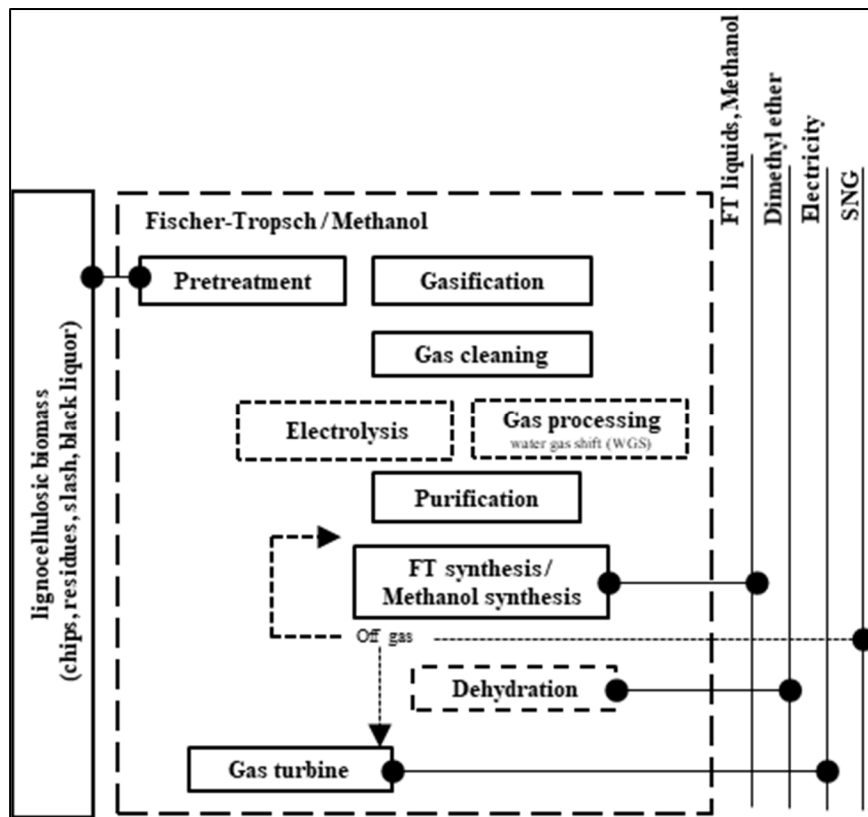 FT liquids, Methanol
Dimethyl ether
Electricity
SNG
lignocellulosic biomass
(chips, residues, slash, black liquor)
Fischer-Tropsch / Methanol
Pretreatment
Gasification
Gas cleaning
Electrolysis
Gas processing
water gas shift (WGS)
Purification
FT synthesis/
Methanol synthesis
Off gas
Dehydration
Gas turbine